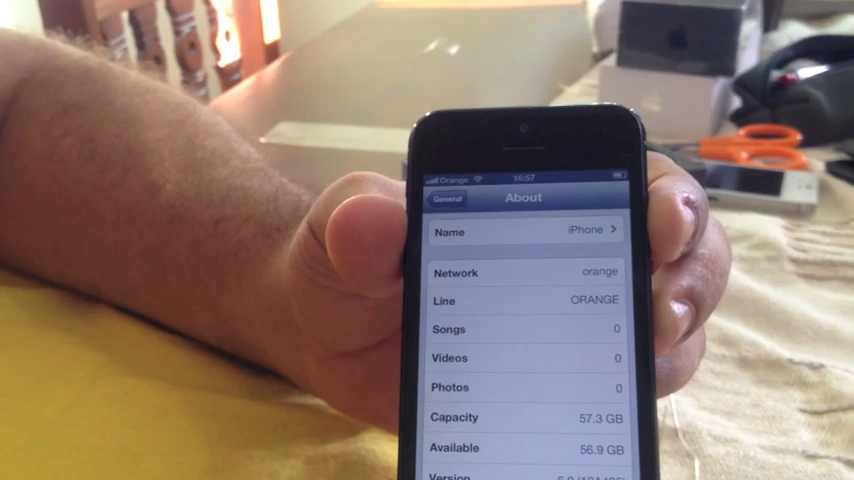 Orange 16:57
General About
Name iPhone
Network orange
Line ORANGE
Songs 0
Videos 0
Photos 0
Capacity 57.3 GB
Available 56.9 GB
Version